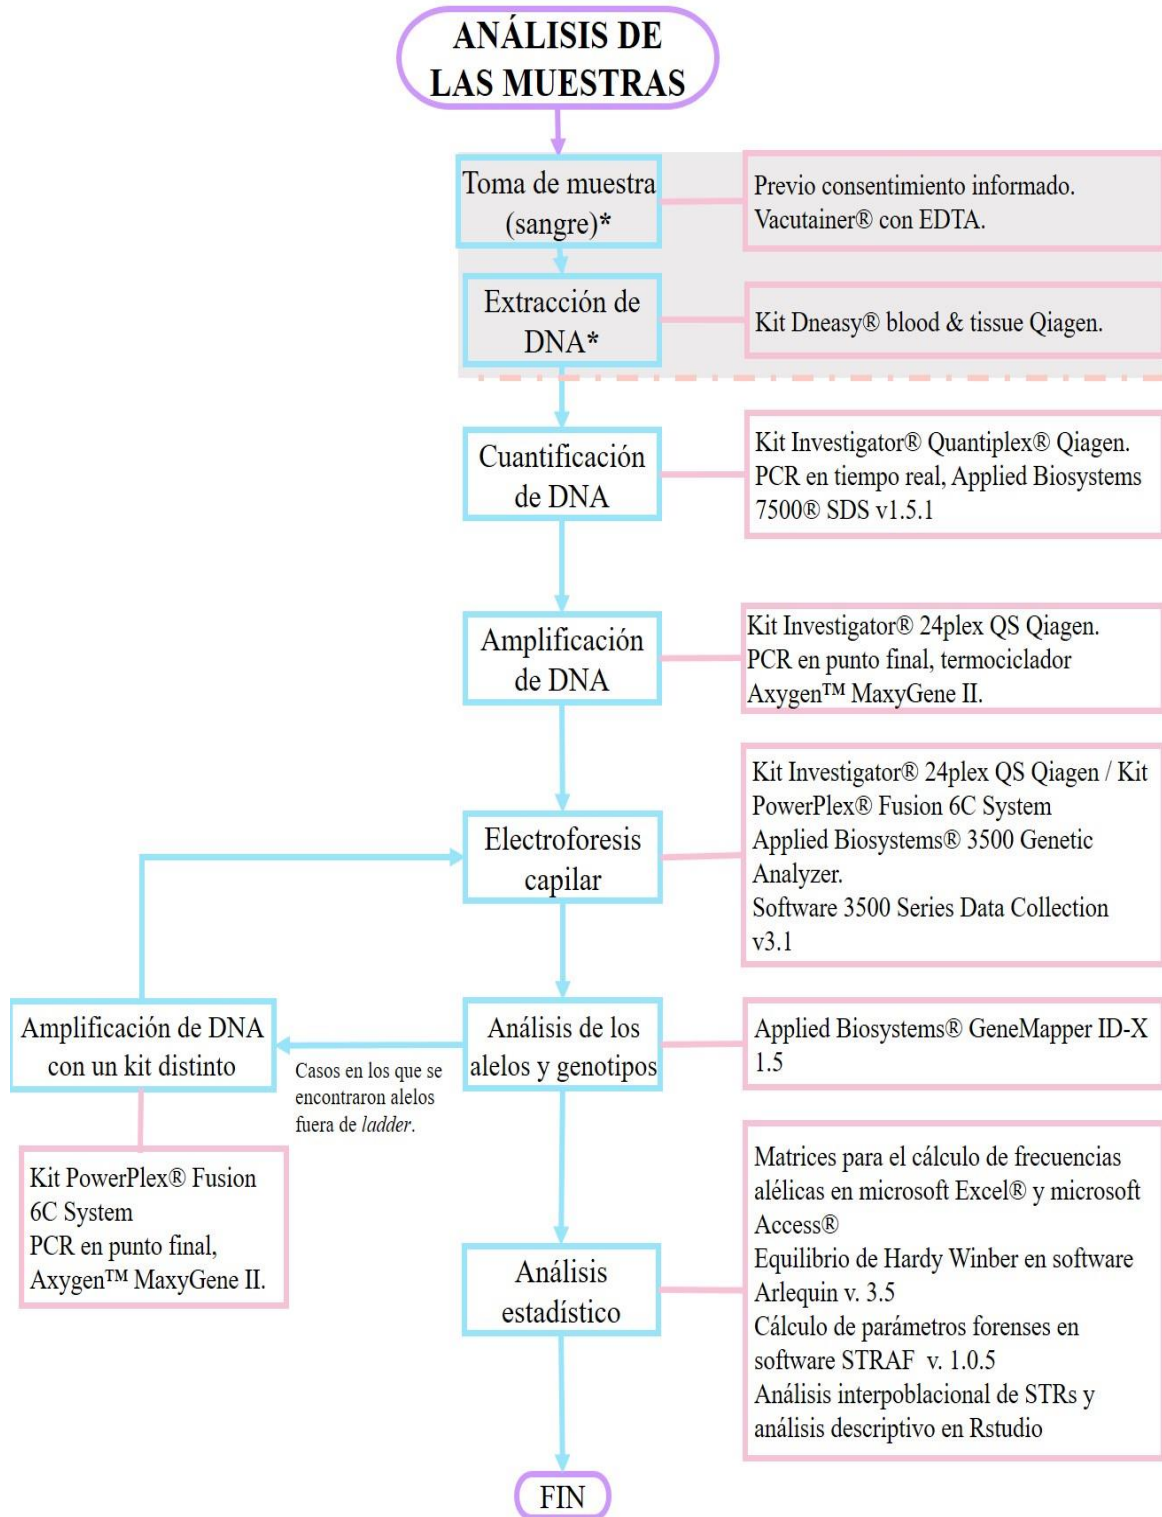 ANÁLISIS DE
LAS MUESTRAS
Toma de muestra
(sangre)*
Previo consentimiento informado.
Vacutainer® con EDTA.
Extracción de
DNA*
Kit Dneasy® blood & tissue Qiagen.
Cuantificación
de DNA
Kit Investigator® Quantiplex® Qiagen.
PCR en tiempo real, Applied Biosystems
7500® SDS v1.5.1
Amplificación
de DNA
Kit Investigator® 24plex QS Qiagen.
PCR en punto final, termociclador
Axygen™ MaxyGene II.
Electroforesis
capilar
Kit Investigator® 24plex QS Qiagen / Kit
PowerPlex® Fusion 6C System
Applied Biosystems® 3500 Genetic
Analyzer.
Software 3500 Series Data Collection
v3.1
Análisis de los
alelos y genotipos
Applied Biosystems® GeneMapper ID-X
1.5
Casos en los que se
encontraron alelos
fuera de ladder.
Amplificación de DNA
con un kit distinto
Kit PowerPlex® Fusion
6C System
PCR en punto final,
Axygen™ MaxyGene II.
Análisis
estadístico
Matrices para el cálculo de frecuencias
alélicas en microsoft Excel® y microsoft
Access®
Equilibrio de Hardy Winber en software
Arlequin v. 3.5
Cálculo de parámetros forenses en
software STRAF v. 1.0.5
Análisis interpoblacional de STRs y
análisis descriptivo en Rstudio
FIN